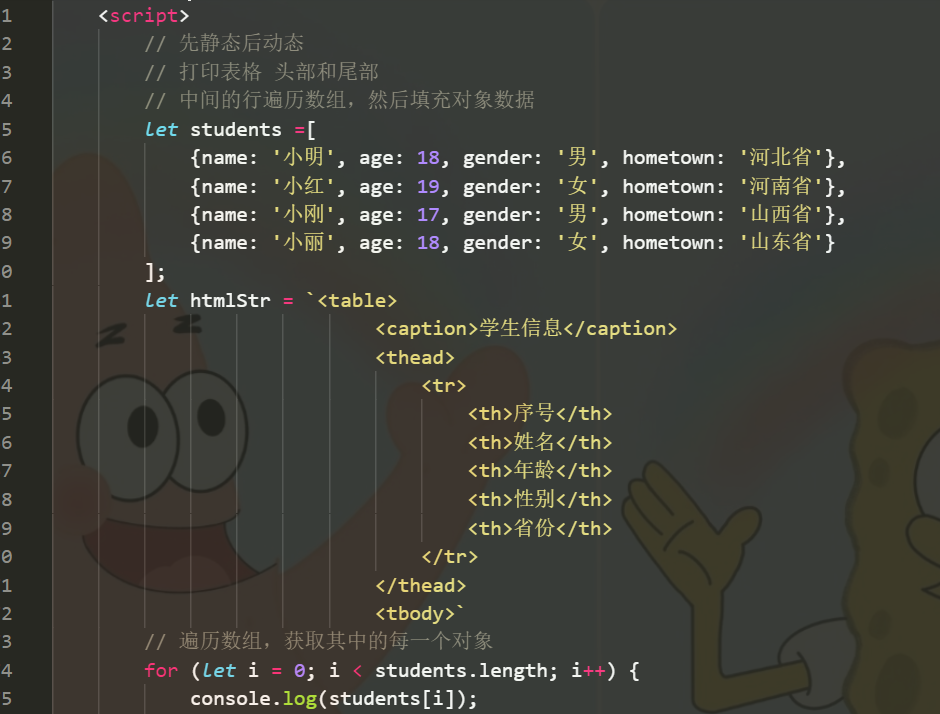 1 <script>
2 // 先静态后动态
3 // 打印表格 头部和尾部
4 // 中间的行遍历数组，然后填充对象数据
5 let students =[
6 {name: '小明', age: 18, gender: '男', hometown: '河北省'},
7 {name: '小红', age: 19, gender: '女', hometown: '河南省'},
8 {name: '小刚', age: 17, gender: '男', hometown: '山西省'},
9 {name: '小丽', age: 18, gender: '女', hometown: '山东省'}
0 ];
1 let htmlStr = `<table>
2 <caption>学生信息</caption>
3 <thead>
4 <tr>
5 <th>序号</th>
6 <th>姓名</th>
7 <th>年龄</th>
8 <th>性别</th>
9 <th>省份</th>
0 </tr>
1 </thead>
2 <tbody>`
3 // 遍历数组，获取其中的每一个对象
4 for (let i = 0; i < students.length; i++) {
5 console.log(students[i]);